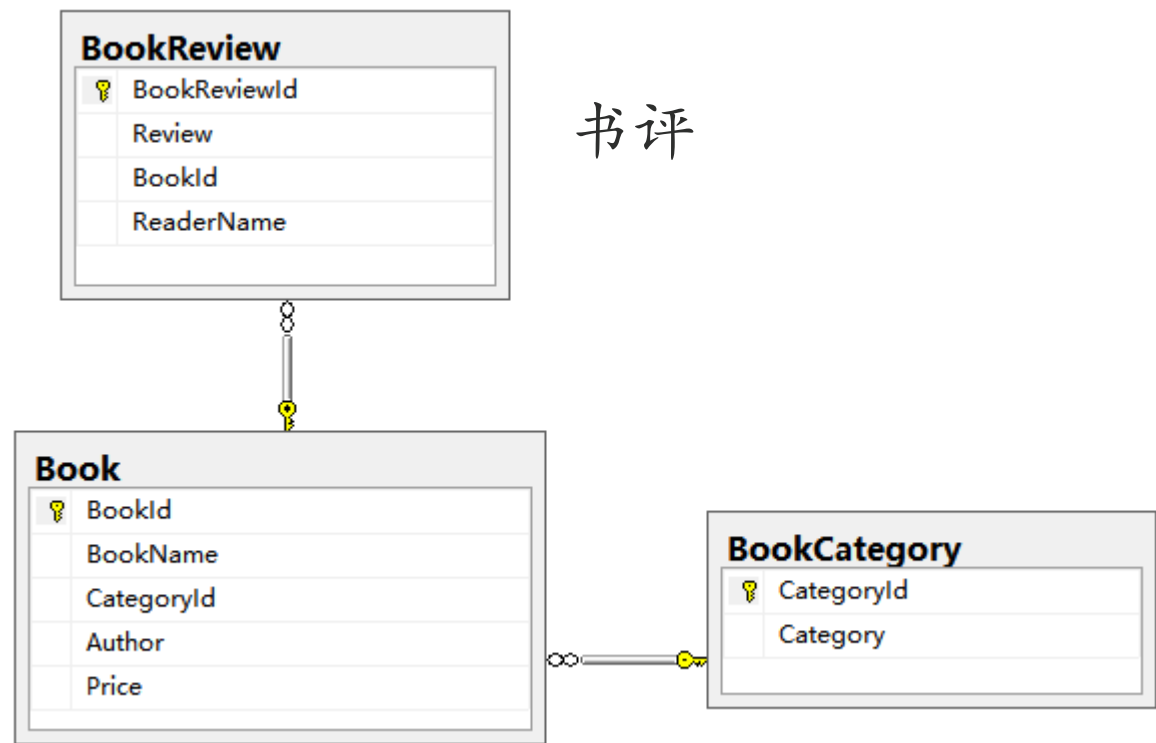 BookReview
BookReviewId
Review
BookId
ReaderName
书评
Book
BookId
BookName
CategoryId
Author
Price
BookCategory
CategoryId
Category